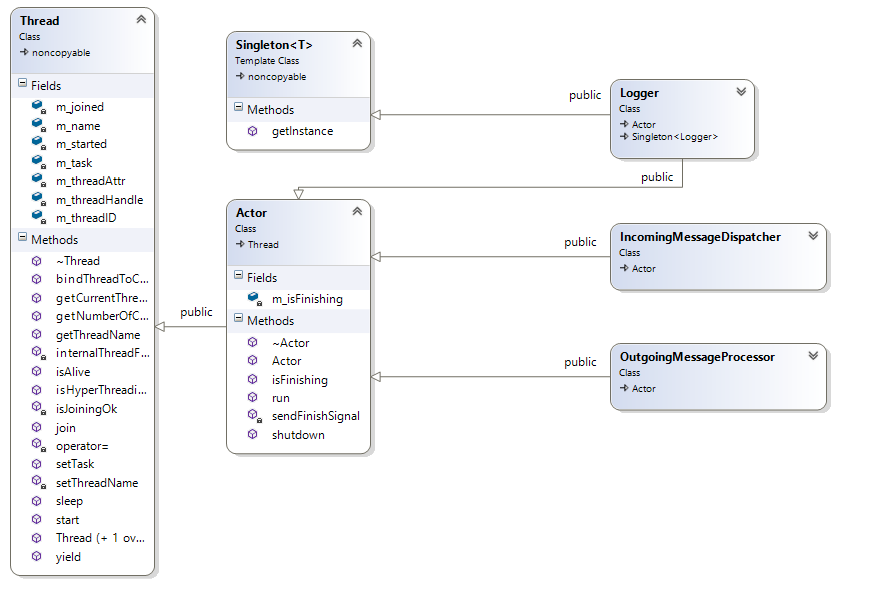 Thread
Class
noncopyable
Fields
m_joined
m_name
m_started
m_task
m_threadAttr
m_threadHandle
m_threadID
Methods
~Thread
bindThreadToC...
getCurrentThre...
getNumberOfC...
getThreadName
internalThreadF...
isAlive
isHyperThreadi...
isJoiningOk
join
operator=
setTask
setThreadName
sleep
start
Thread (+ 1 ov...
yield
public
Singleton<T>
Template Class
noncopyable
Methods
getInstance
public
Logger
Class
Actor
Singleton<Logger>
public
Actor
Class
Thread
Fields
m_isFinishing
Methods
~Actor
Actor
isFinishing
run
sendFinishSignal
shutdown
public
IncomingMessageDispatcher
Class
Actor
public
OutgoingMessageProcessor
Class
Actor